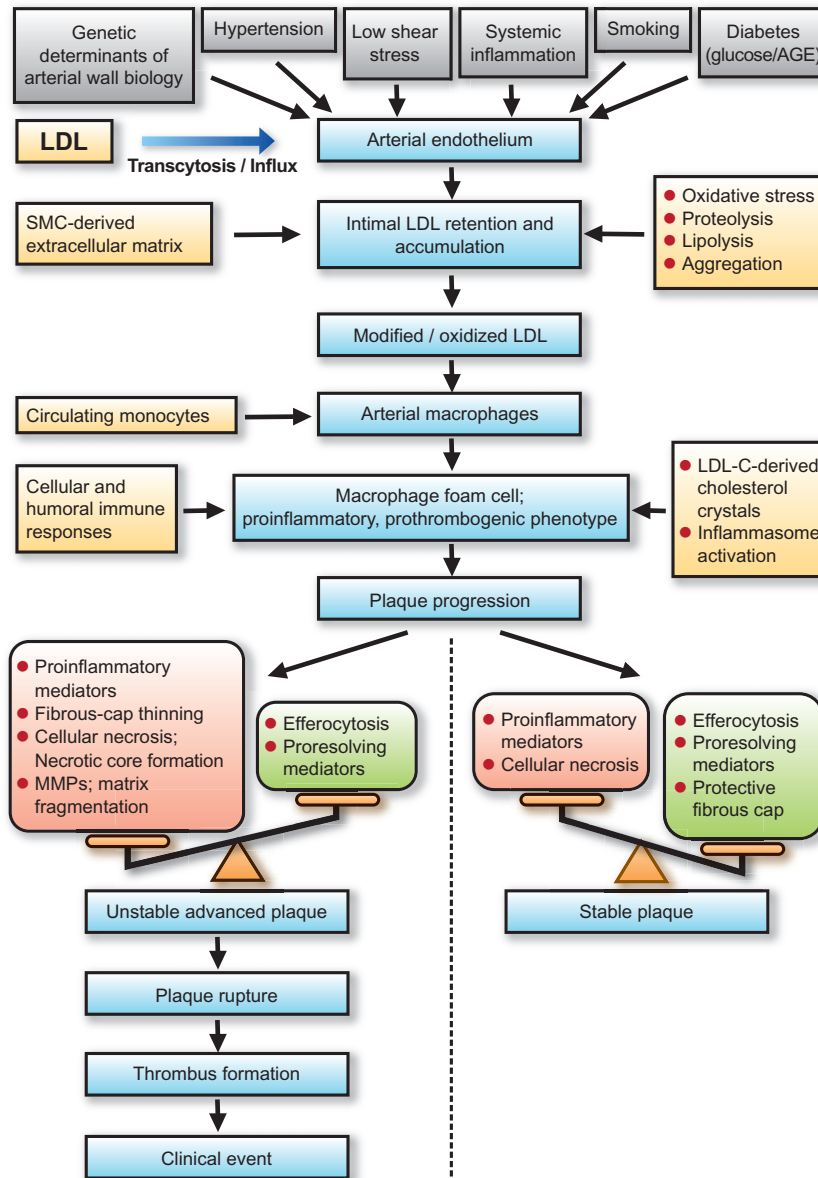 Genetic
determinants of
arterial wall biology
Hypertension
Low shear
stress
Systemic
inflammation
Smoking
Diabetes
(glucose/AGE)
LDL
Transcytosis / Influx
Arterial endothelium
SMC-derived
extracellular matrix
Intimal LDL retention and
accumulation
Oxidative stress
Proteolysis
Lipolysis
Aggregation
Modified / oxidized LDL
Circulating monocytes
Arterial macrophages
Cellular and
humoral immune
responses
Macrophage foam cell;
proinflammatory, prothrombogenic phenotype
LDL-C-derived
cholesterol
crystals
Inflammasome
activation
Plaque progression
Proinflammatory
mediators
Fibrous-cap thinning
Cellular necrosis;
Necrotic core formation
MMPs; matrix
fragmentation
Efferocytosis
Proresolving
mediators
Proinflammatory
mediators
Cellular necrosis
Efferocytosis
Proresolving
mediators
Protective
fibrous cap
Unstable advanced plaque
Stable plaque
Plaque rupture
Thrombus formation
Clinical event